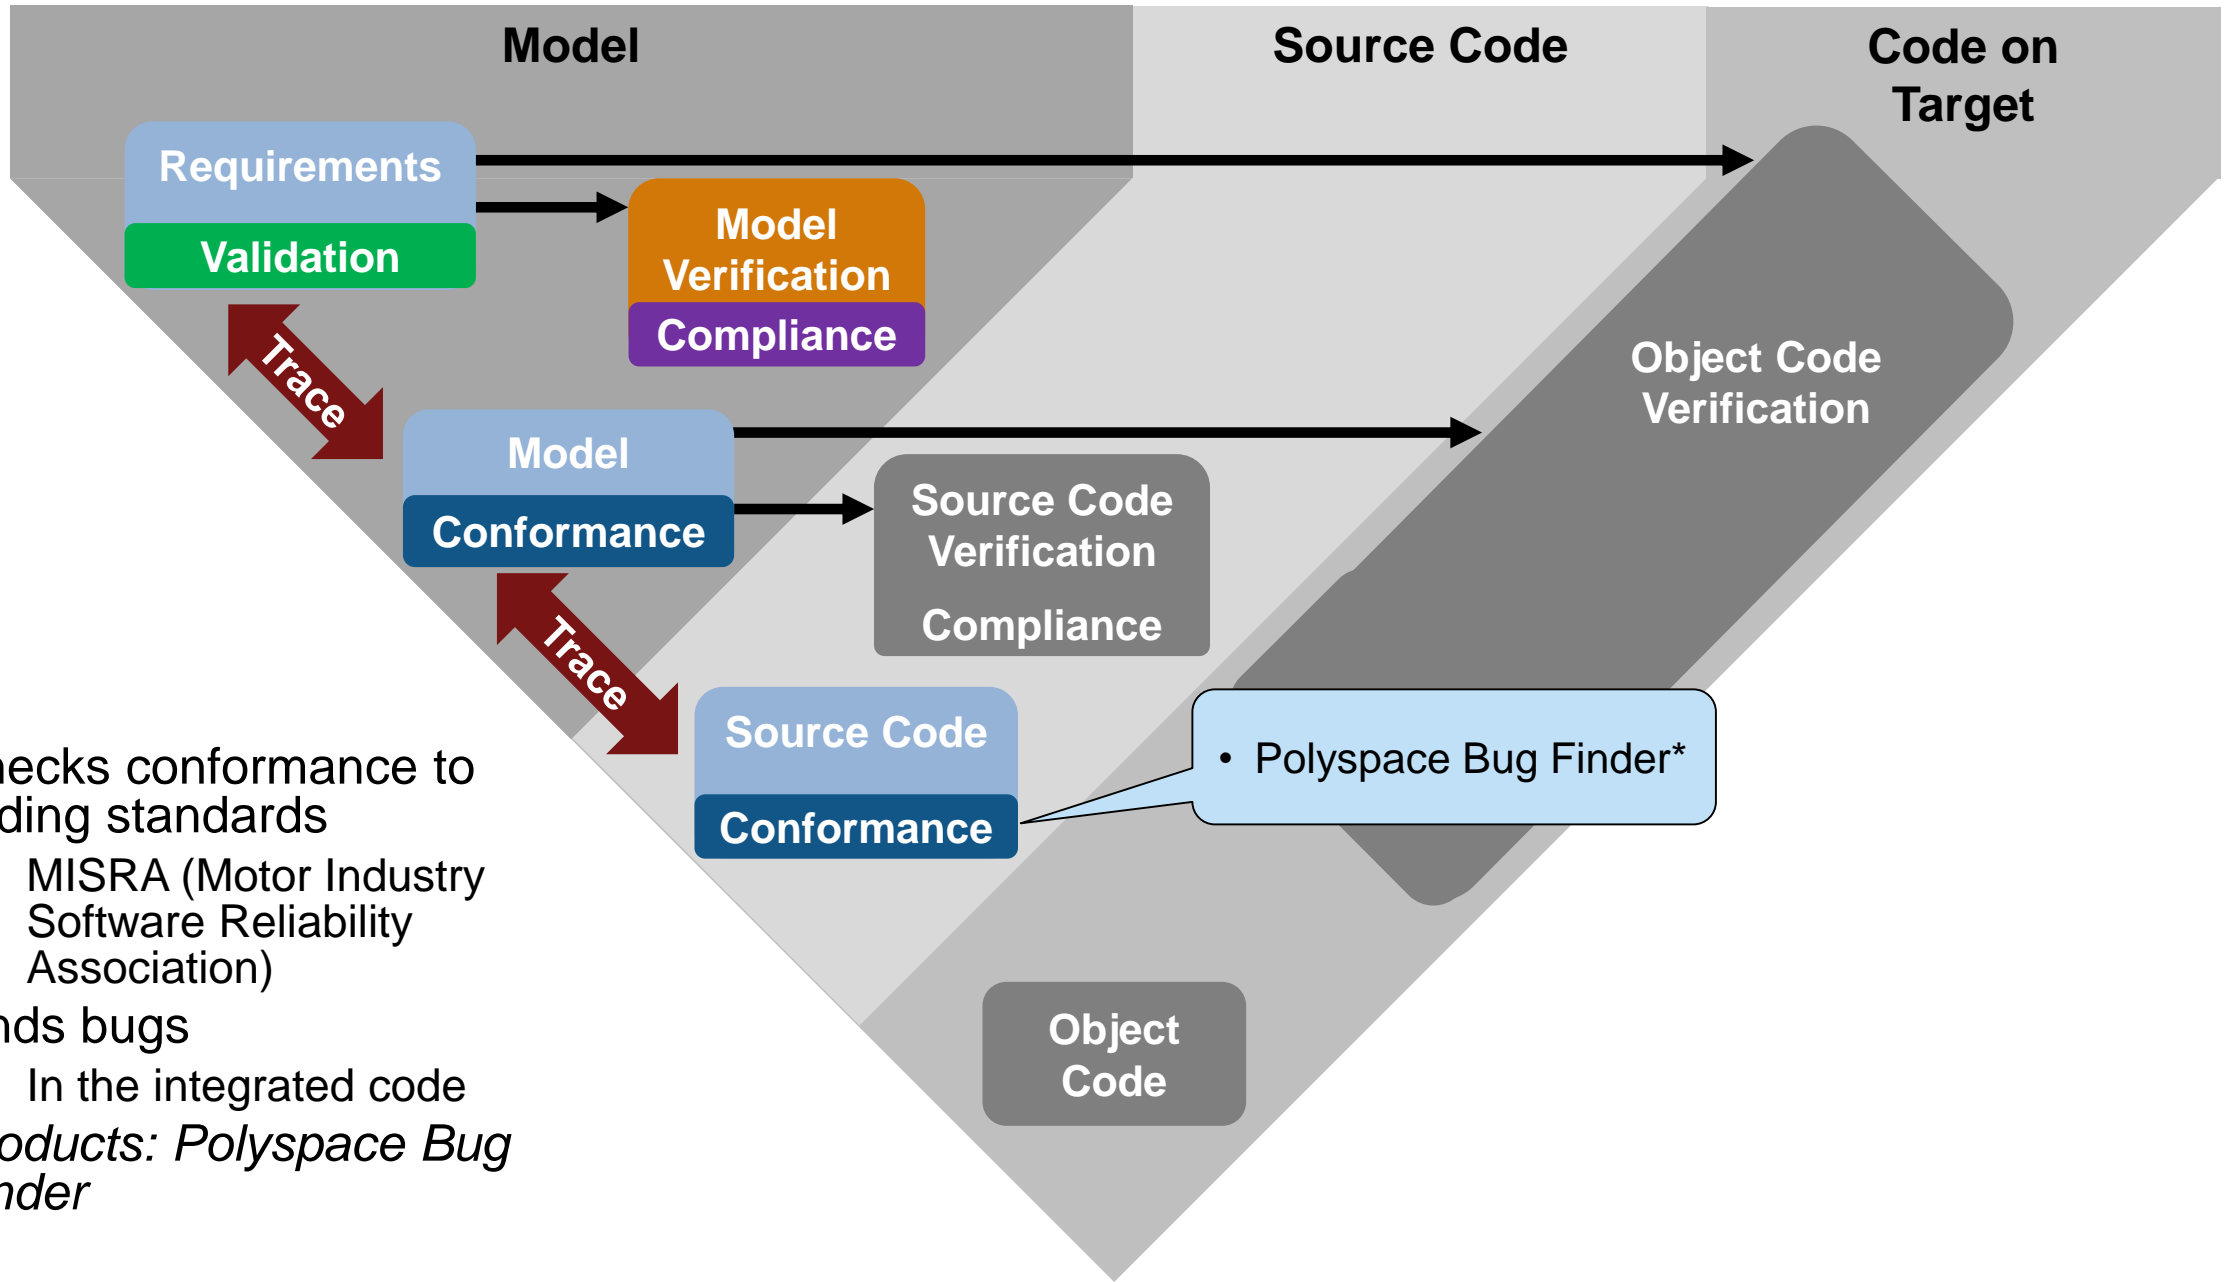 Model
Source Code
Code on
Target
Requirements
Validation
Model
Verification
Compliance
Trace
Object Code
Verification
Model
Conformance
Source Code
Verification
Compliance
Trace
Source Code
Conformance
• Polyspace Bug Finder*
necks conformance to
ding standards
MISRA (Motor Industry
Software Reliability
Association)
nds bugs
In the integrated code
oducts: Polyspace Bug
nder
Object
Code